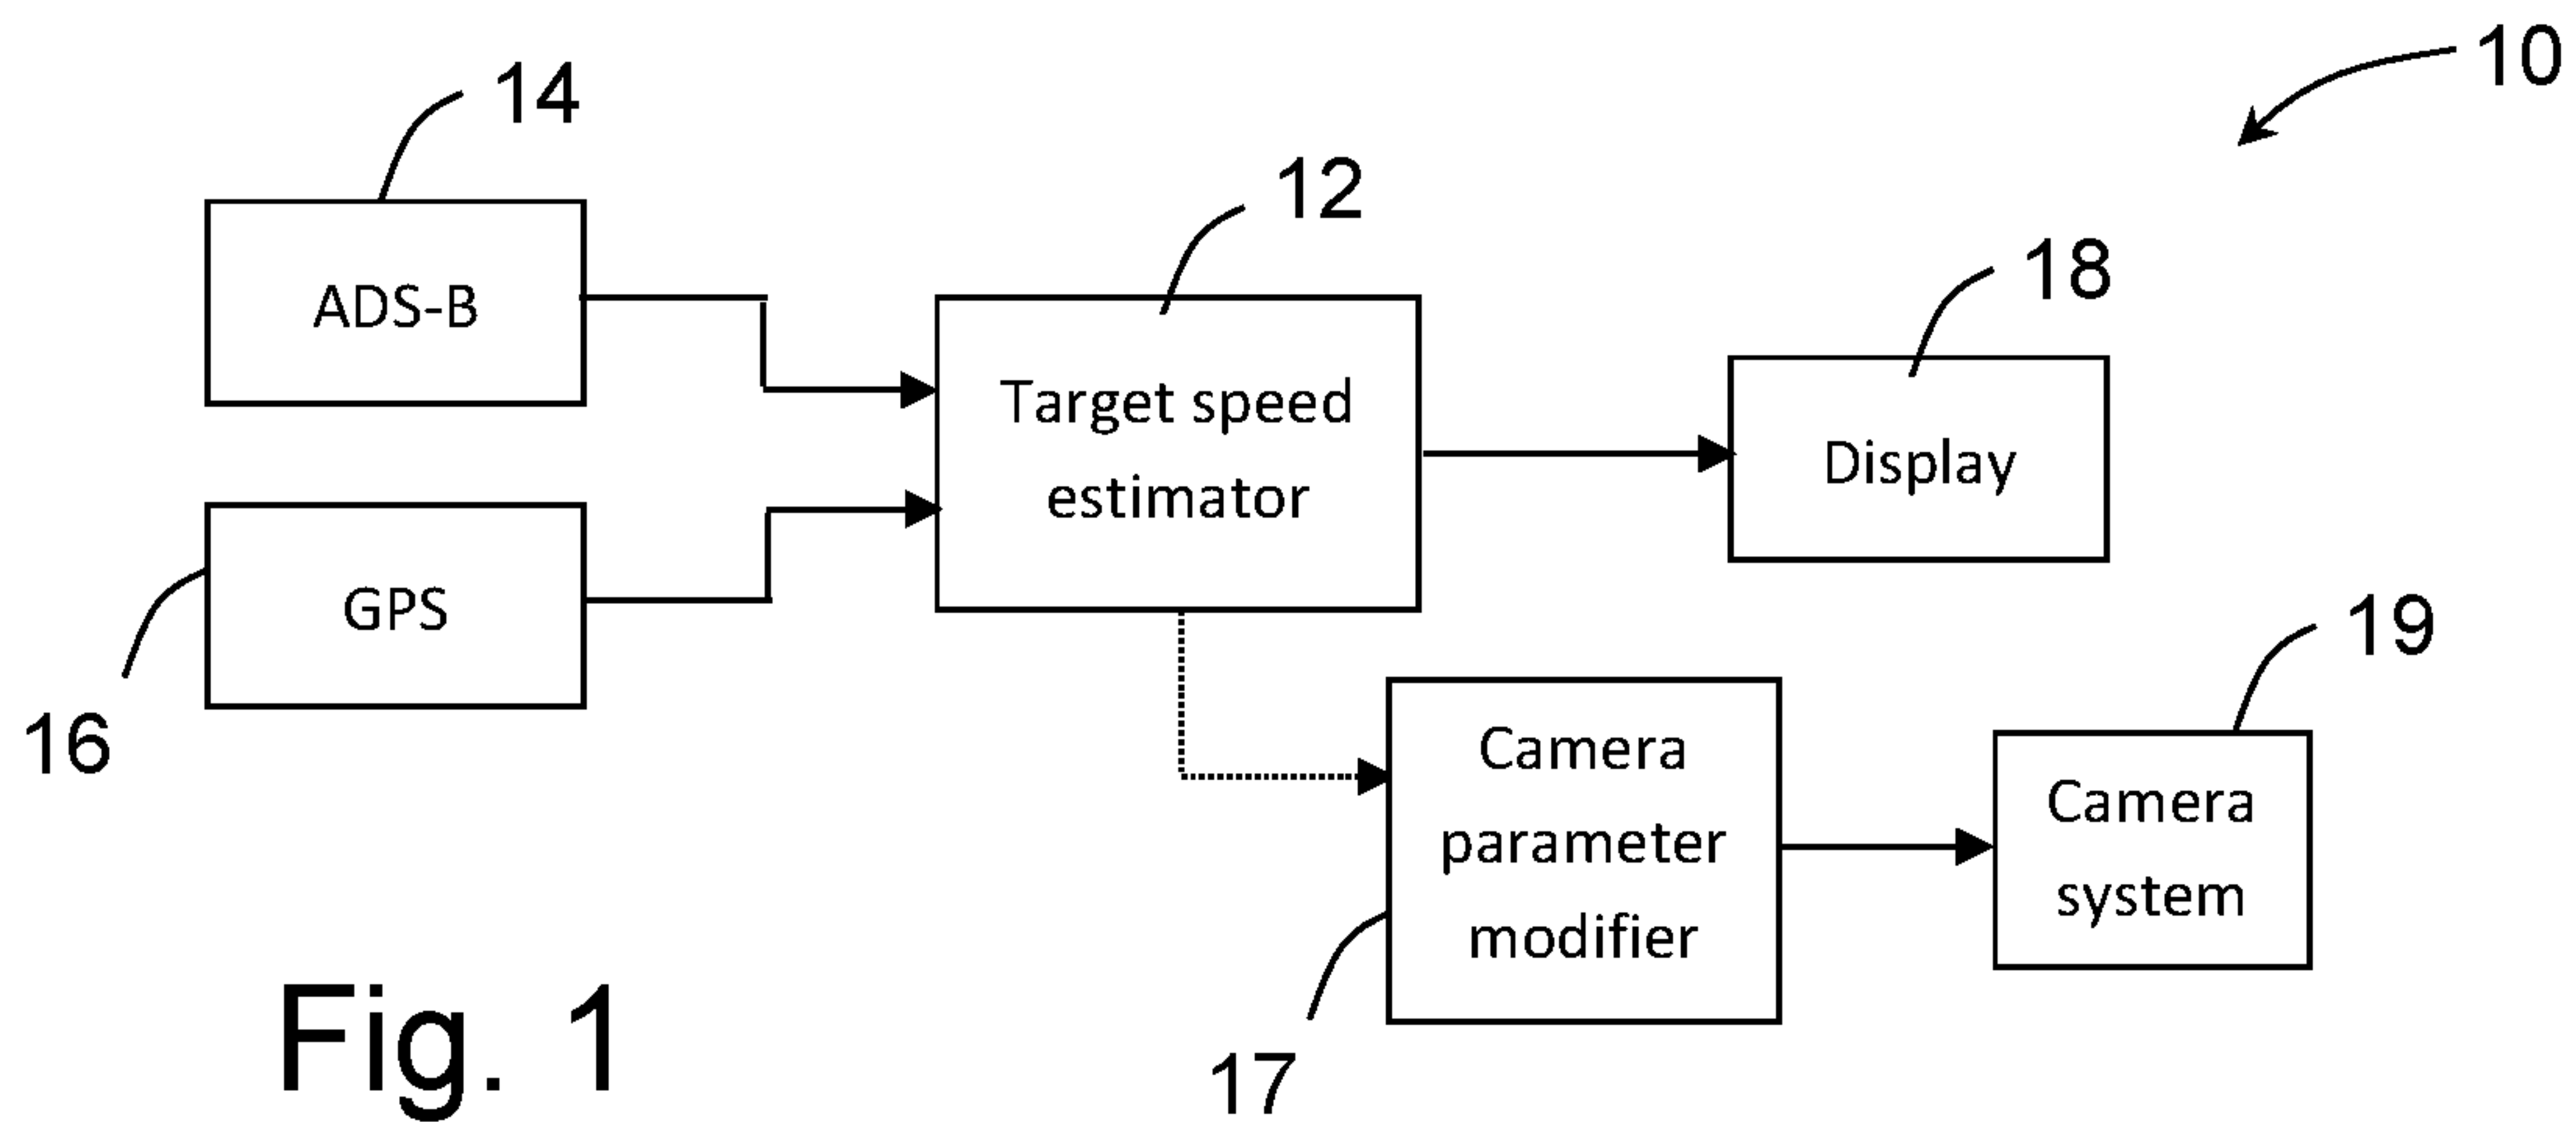 10
14
12
18
ADS-B
Target speed
estimator
Display
GPS
16
19
Camera
parameter
modifier
Camera
system
17
Fig. 1